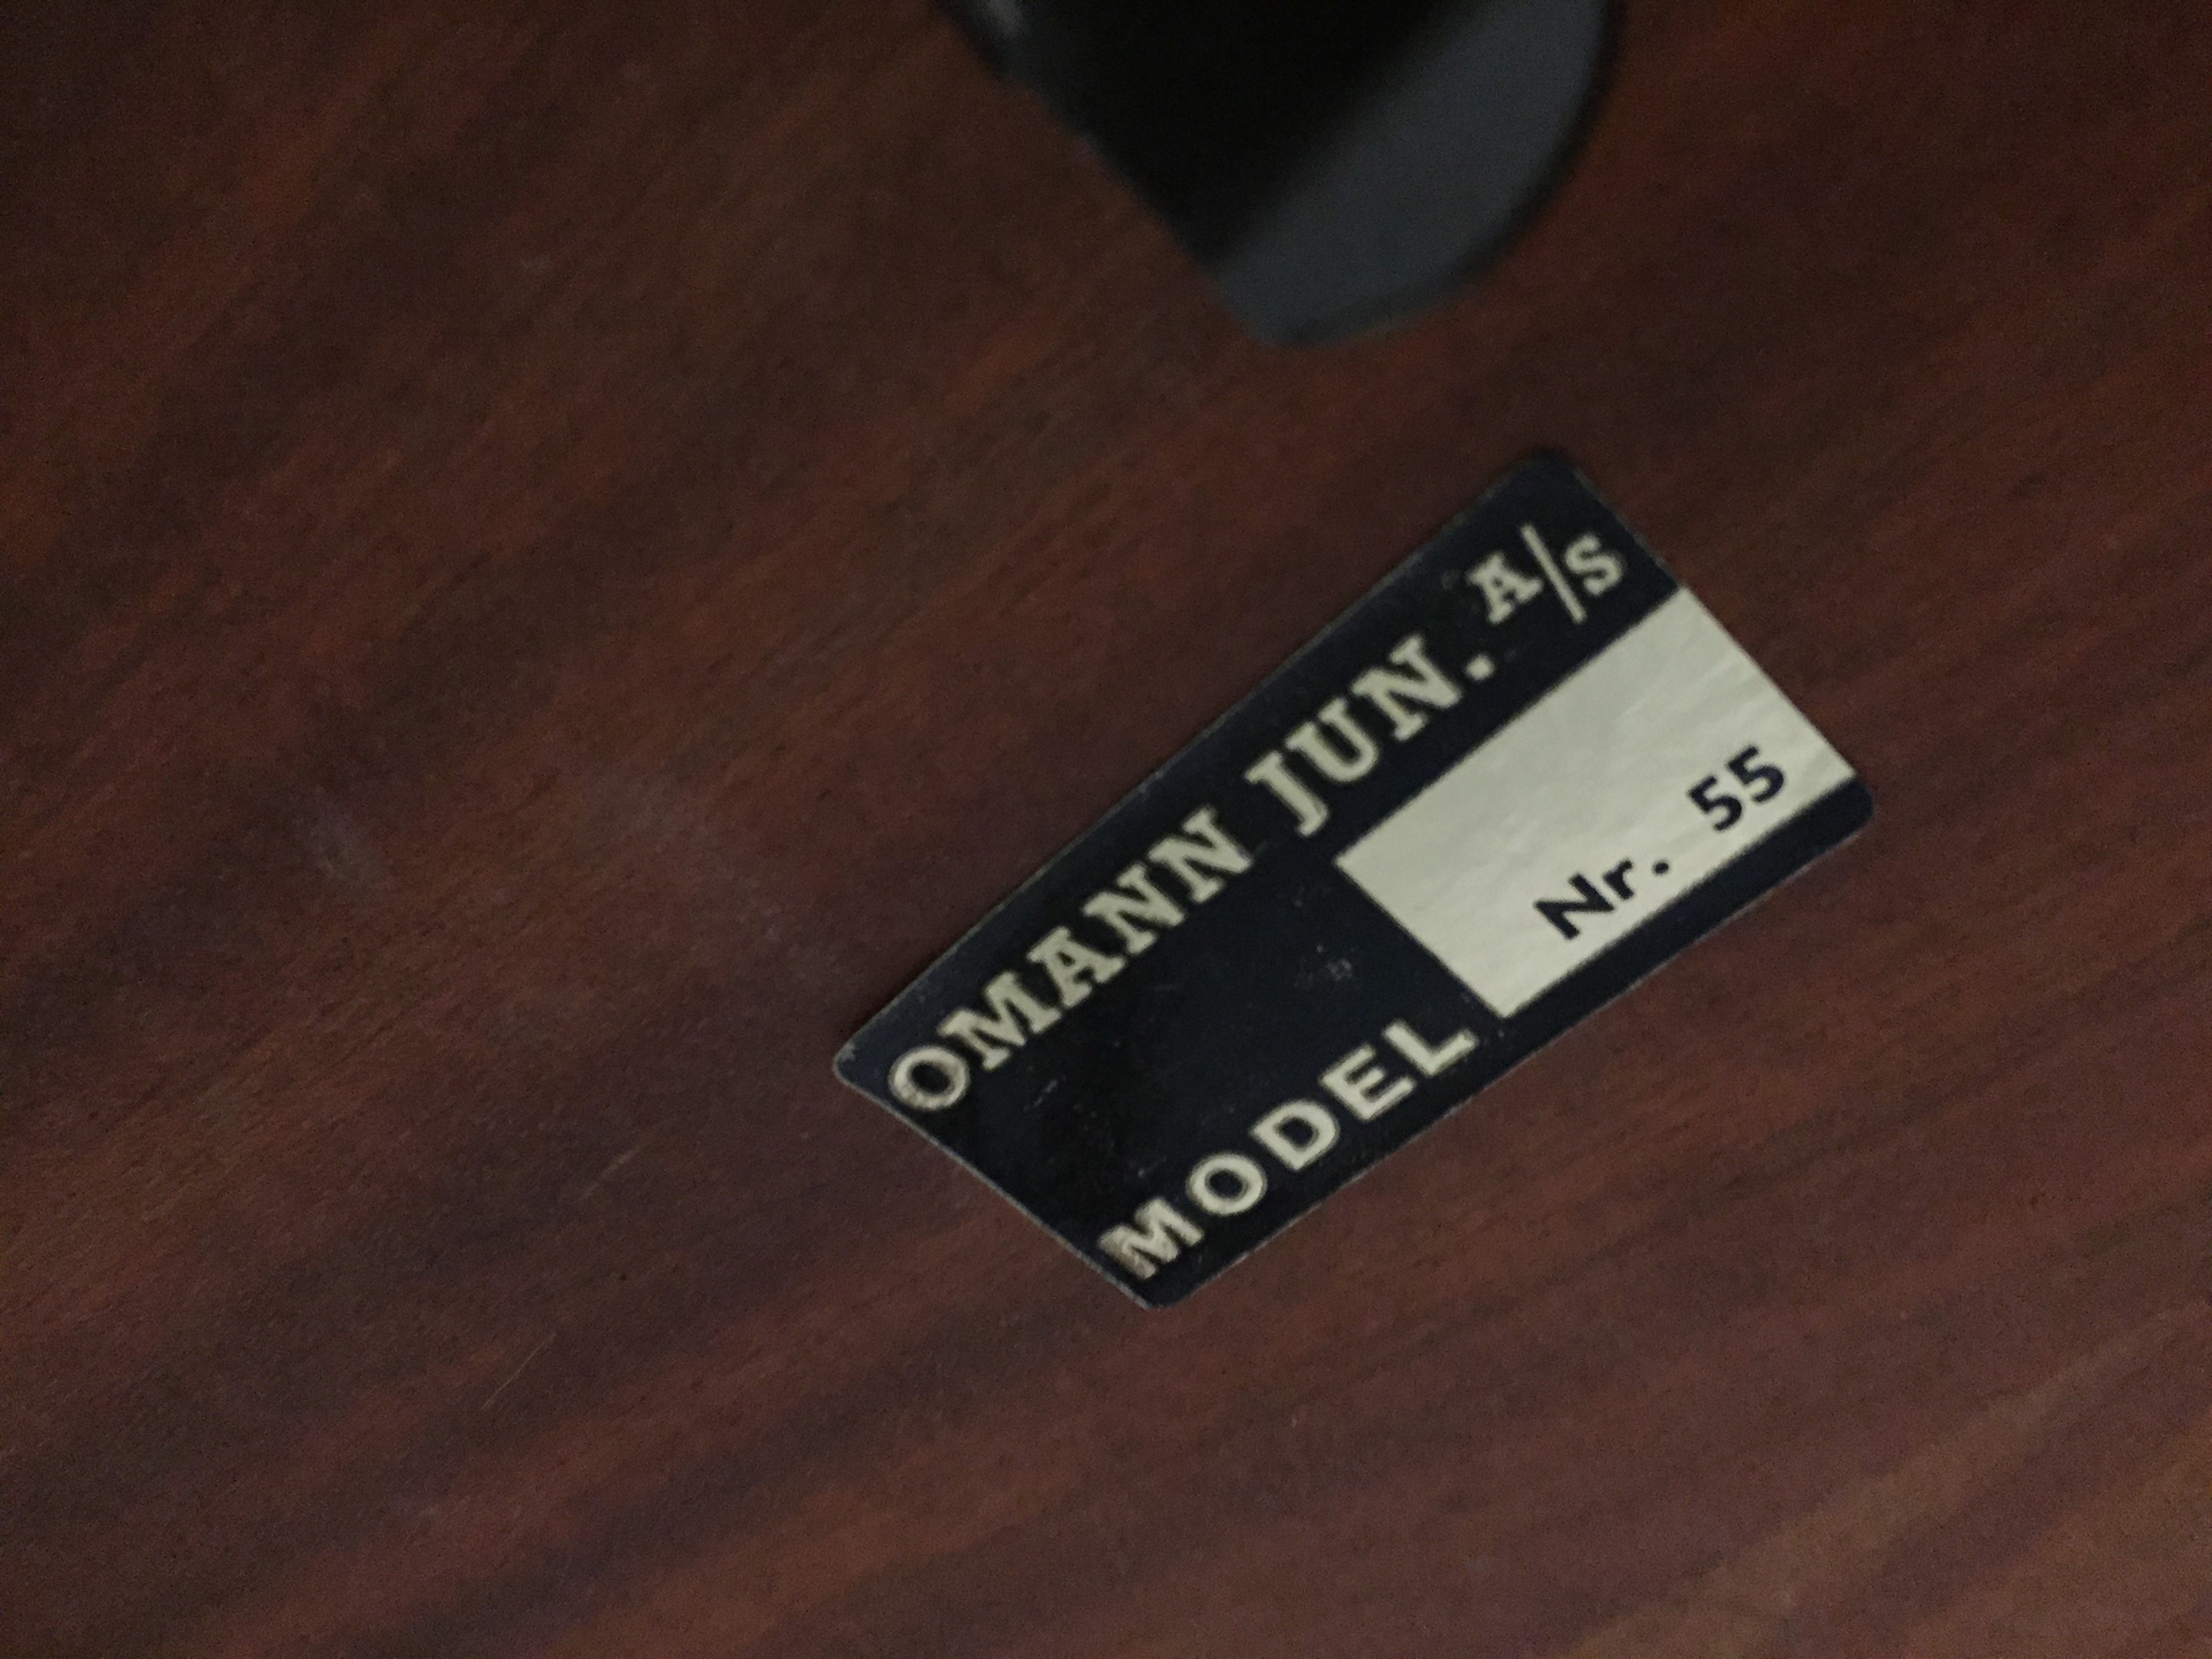 OMANN JUN. A/S
MODEL Nr. 55